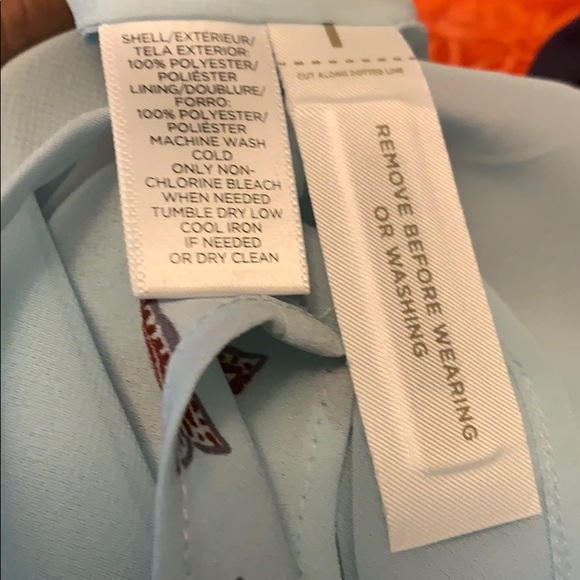 SHELL/EXTÉRIEUR/
TELA EXTERIOR:
100% POLYESTER/
POLIÉSTER
LINING/DOUBLURE/
FORRO:
100% POLYESTER/
POLIÉSTER
MACHINE WASH
COLD
ONLY NON-
CHLORINE BLEACH
WHEN NEEDED
TUMBLE DRY LOW
COOL IRON
IF NEEDED
OR DRY CLEAN
CUT ALONG DOTTED LINE
REMOVE BEFORE WEARING
OR WASHING